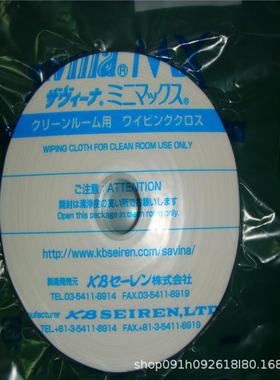 ザヴィーナ® ミニマックス®
クリーンルーム用 ワイピングクロス
WIPING CLOTH FOR CLEAN ROOM USE ONLY
ご注意:ATTENTION
開封は清浄度の高い所でお願いします
Open this package in clean room only.
http://www.kbseiren.com/savina/
製造発売元 KBセーレン株式会社
TEL.03-5411-8914 FAX.03-5411-8919
Manufacturer KB SEIREN,LTD
TEL.+81-3-5411-8914 FAX.+81-3-5411-8919
shop091h092618l80.168